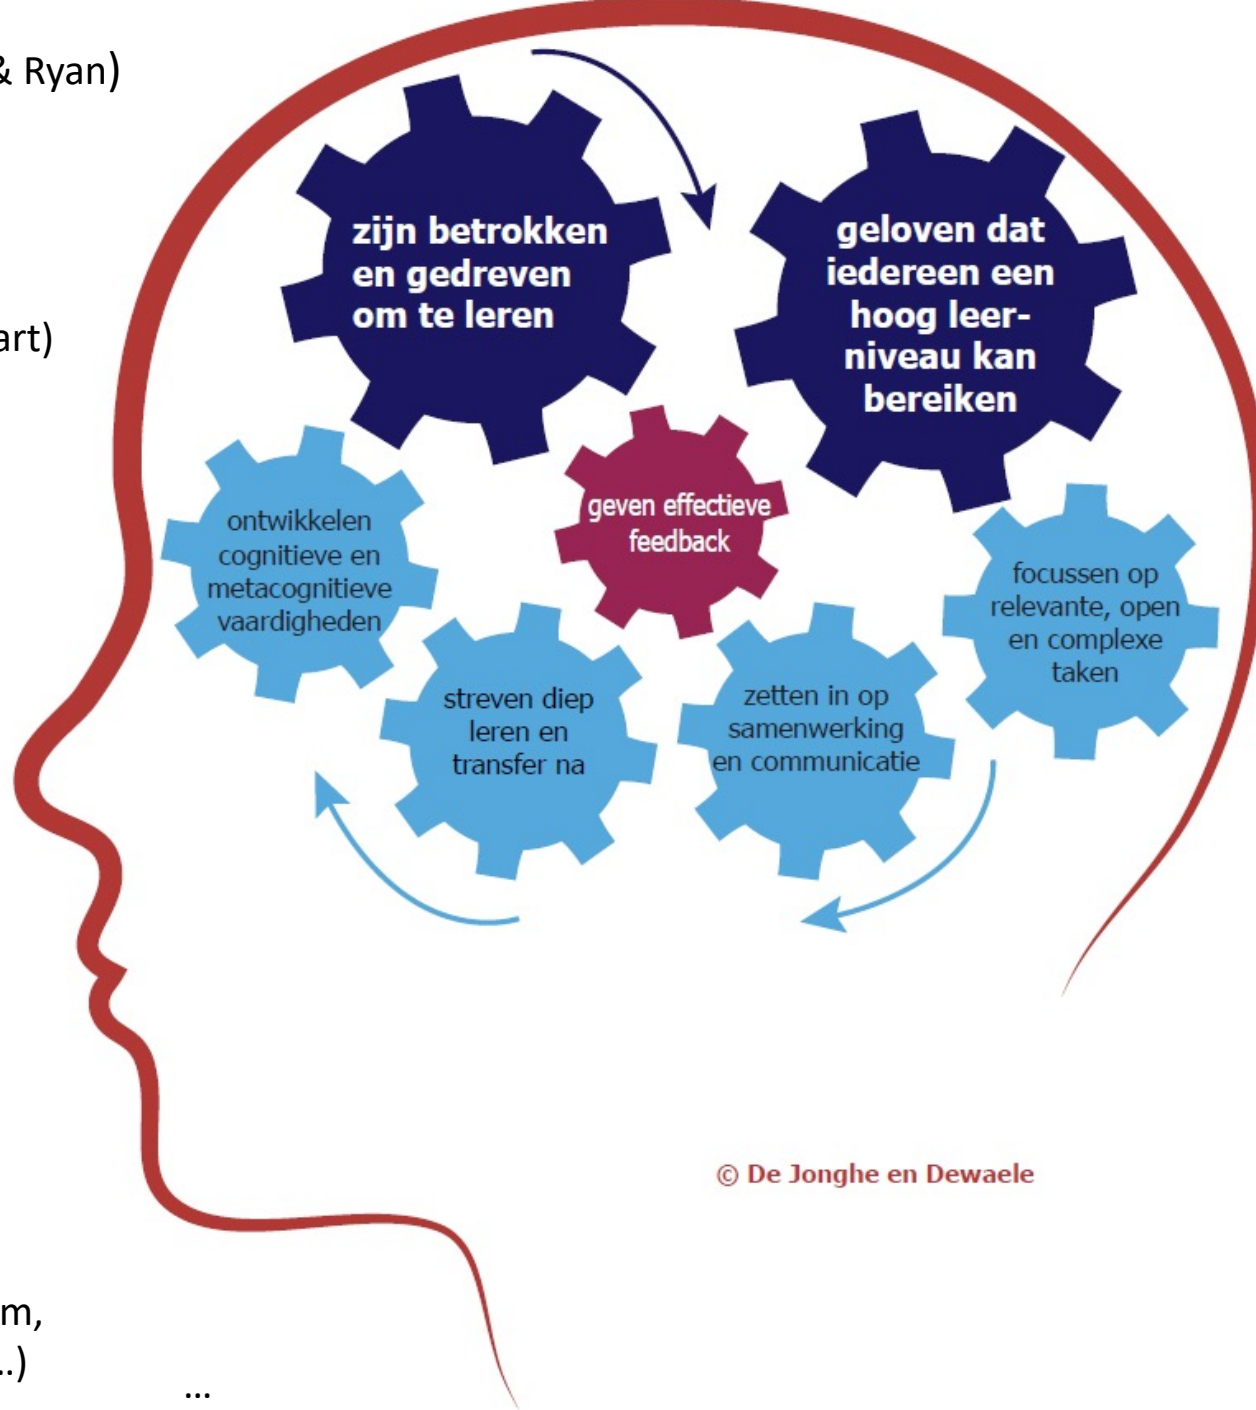 & Ryan)
zijn betrokken
en gedreven
om te leren
geloven dat
iedereen een
hoog leer-
niveau kan
bereiken
art)
geven effectieve
feedback
ontwikkelen
cognitieve en
metacognitieve
vaardigheden
focussen op
relevante, open
en complexe
taken
streven diep
leren en
transfer na
zetten in op
samenwerking
en communicatie
© De Jonghe en Dewaele
m,
..)
...